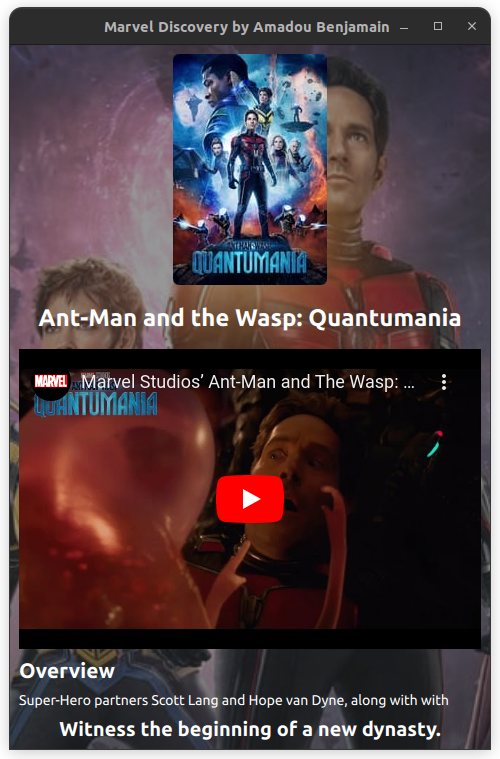 Marvel Discovery by Amadou Benjamain
ANT-MAN AND THE WASP
QUANTUMANIA
Ant-Man and the Wasp: Quantumania
MARVEL Marvel Studios’ Ant-Man and The Wasp: ...
QUANTUMANIA
Overview
Super-Hero partners Scott Lang and Hope van Dyne, along with with
Witness the beginning of a new dynasty.